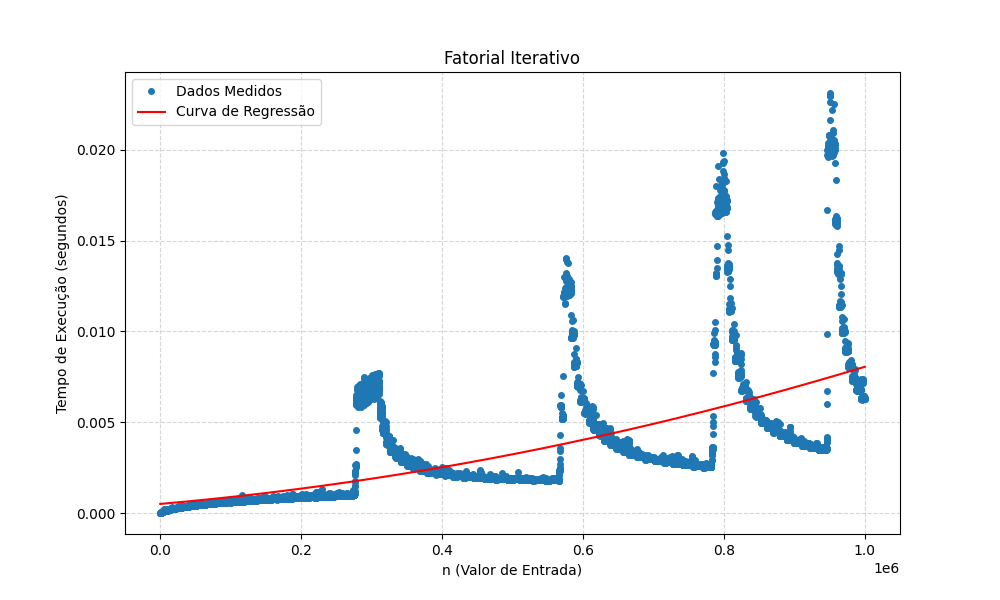 Fatorial Iterativo
Dados Medidos
Curva de Regressão
Tempo de Execução (segundos)
0.020
0.015
0.010
0.005
0.000
0.0 0.2 0.4 0.6 0.8 1.0
1e6
n (Valor de Entrada)